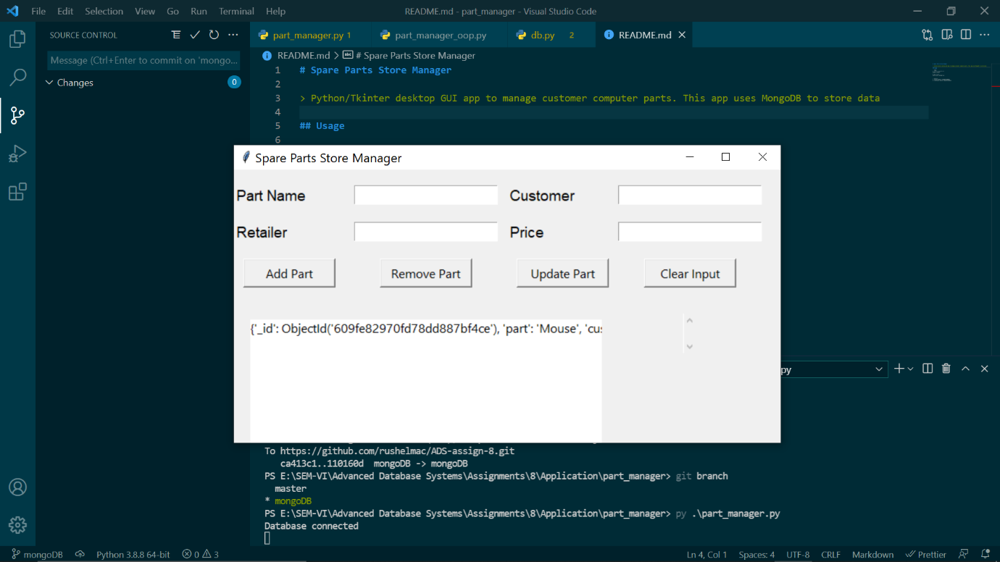 File Edit Selection View Go Run Terminal Help README.md - part_manager - Visual Studio Code
SOURCE CONTROL
part_manager.py 1 part_manager_oop.py db.py 2 README.md
Message (Ctrl+Enter to commit on 'mongo...
README.md > # Spare Parts Store Manager
Changes 0
1 # Spare Parts Store Manager
2
3 > Python/Tkinter desktop GUI app to manage customer computer parts. This app uses MongoDB to store data
4
5 ## Usage
6
Spare Parts Store Manager
Part Name Customer
Retailer Price
Add Part Remove Part Update Part Clear Input
{'_id': ObjectId('609fe82970fd78dd887bf4ce'), 'part': 'Mouse', 'cus
py
To https://github.com/rushelmac/ADS-assign-8.git
ca413c1..110160d mongoDB -> mongoDB
PS E:\SEM-VI\Advanced Database Systems\Assignments\8\Application\part_manager> git branch
master
* mongoDB
PS E:\SEM-VI\Advanced Database Systems\Assignments\8\Application\part_manager> py .\part_manager.py
Database connected
mongoDB Python 3.8.8 64-bit 0 3 Ln 4, Col 1 Spaces: 4 UTF-8 CRLF Markdown Prettier